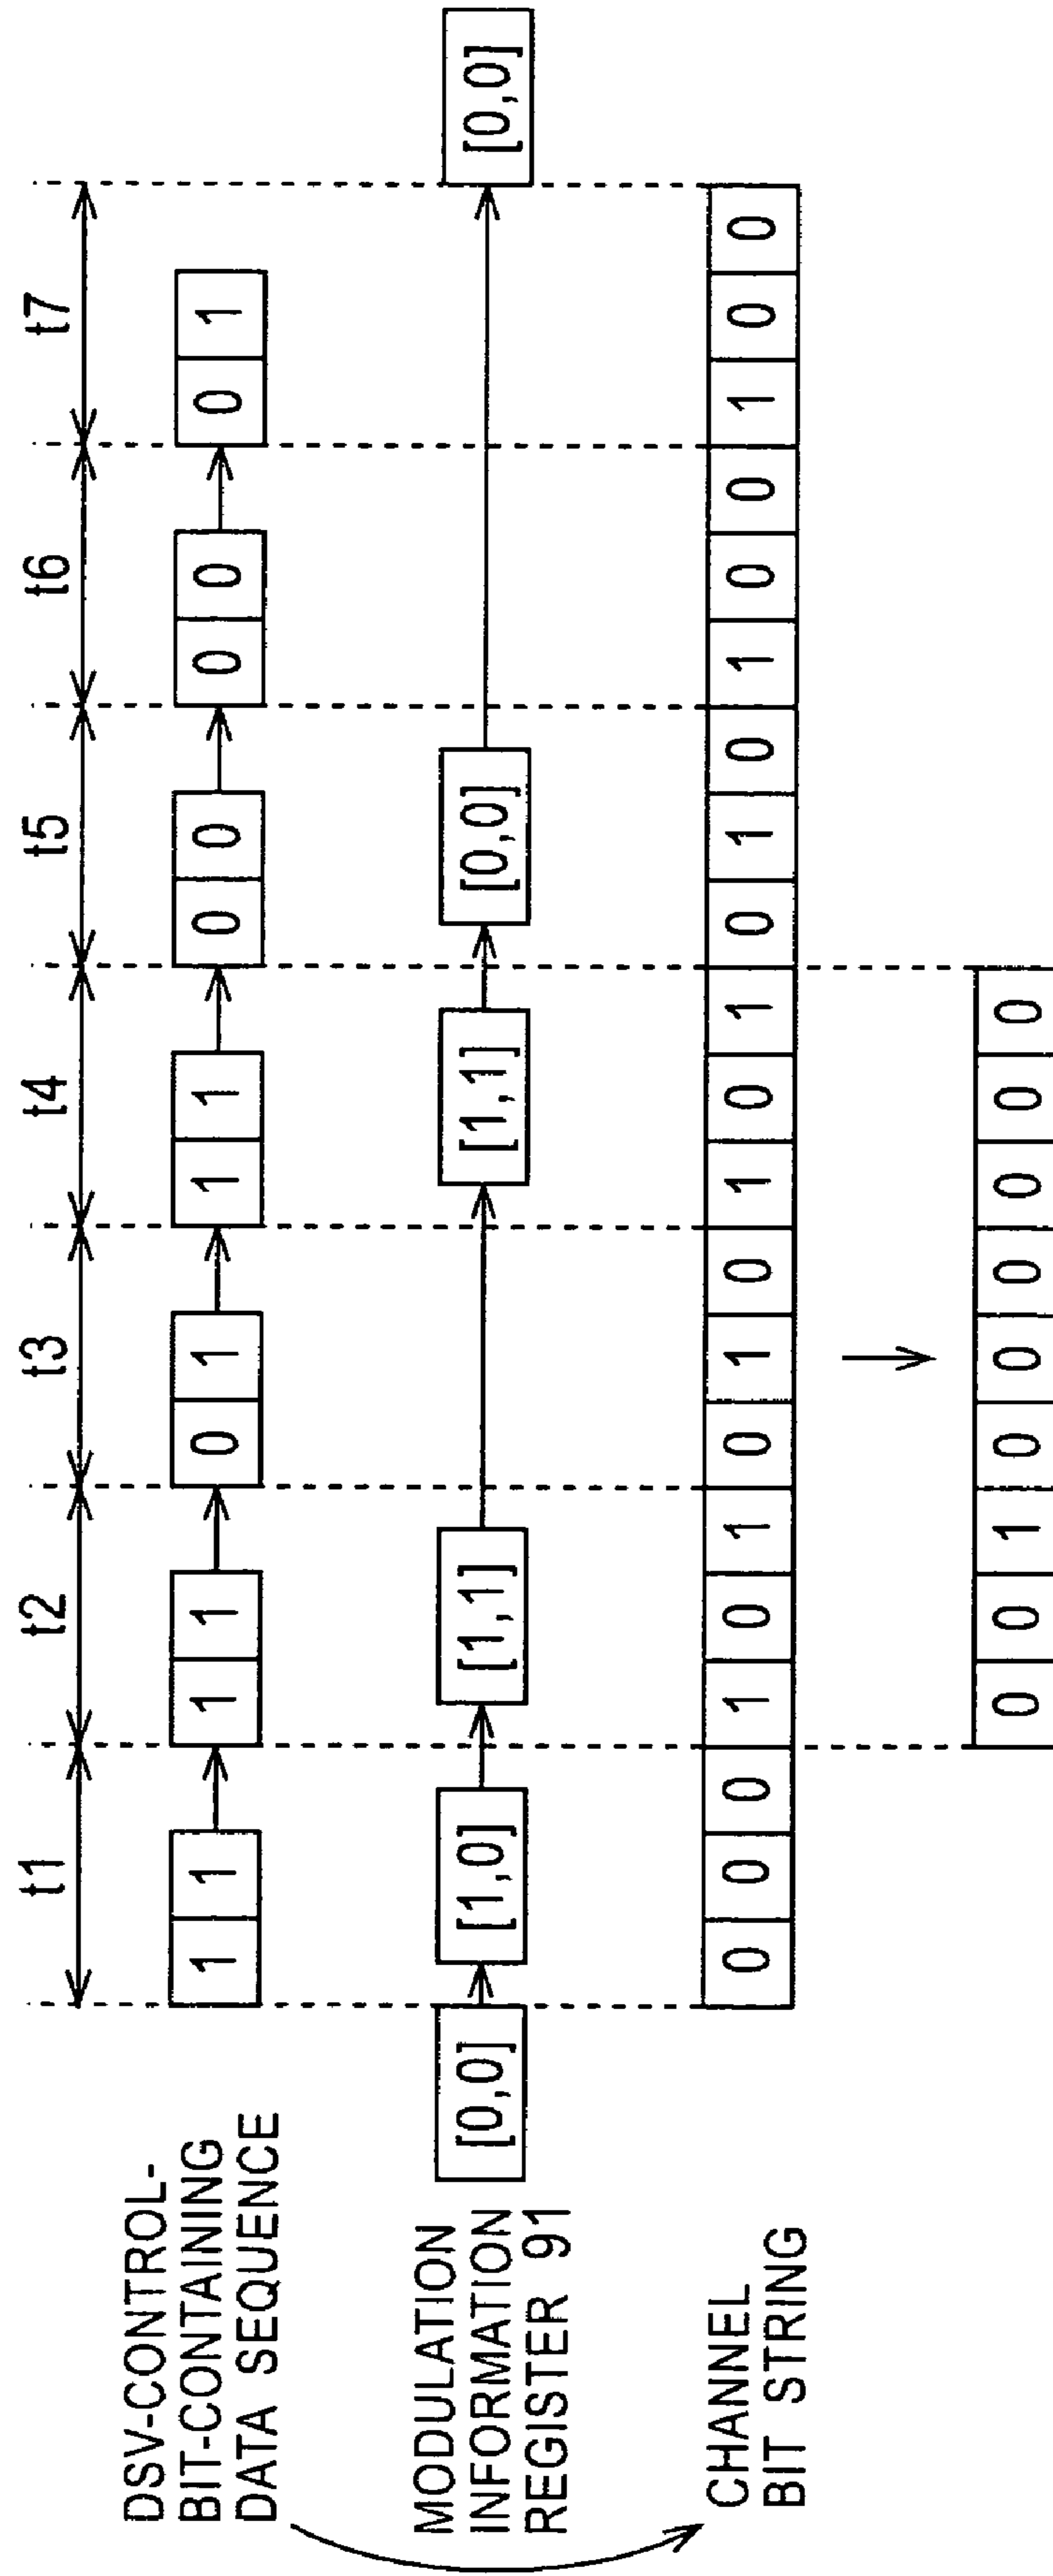 t1 t2 t3 t4 t5 t6 t7
DSV-CONTROL-
BIT-CONTAINING
DATA SEQUENCE
1 1 1 1 0 1 1 1 0 0 0 0 0 1
MODULATION
INFORMATION
REGISTER 91
[0,0] [1,0] [1,1] [1,1] [0,0] [0,0]
CHANNEL
BIT STRING
0 0 0 1 0 1 0 1 0 1 0 1 0 1 0 1 0 0 1 0 0
0 0 1 0 0 0 0 0 0